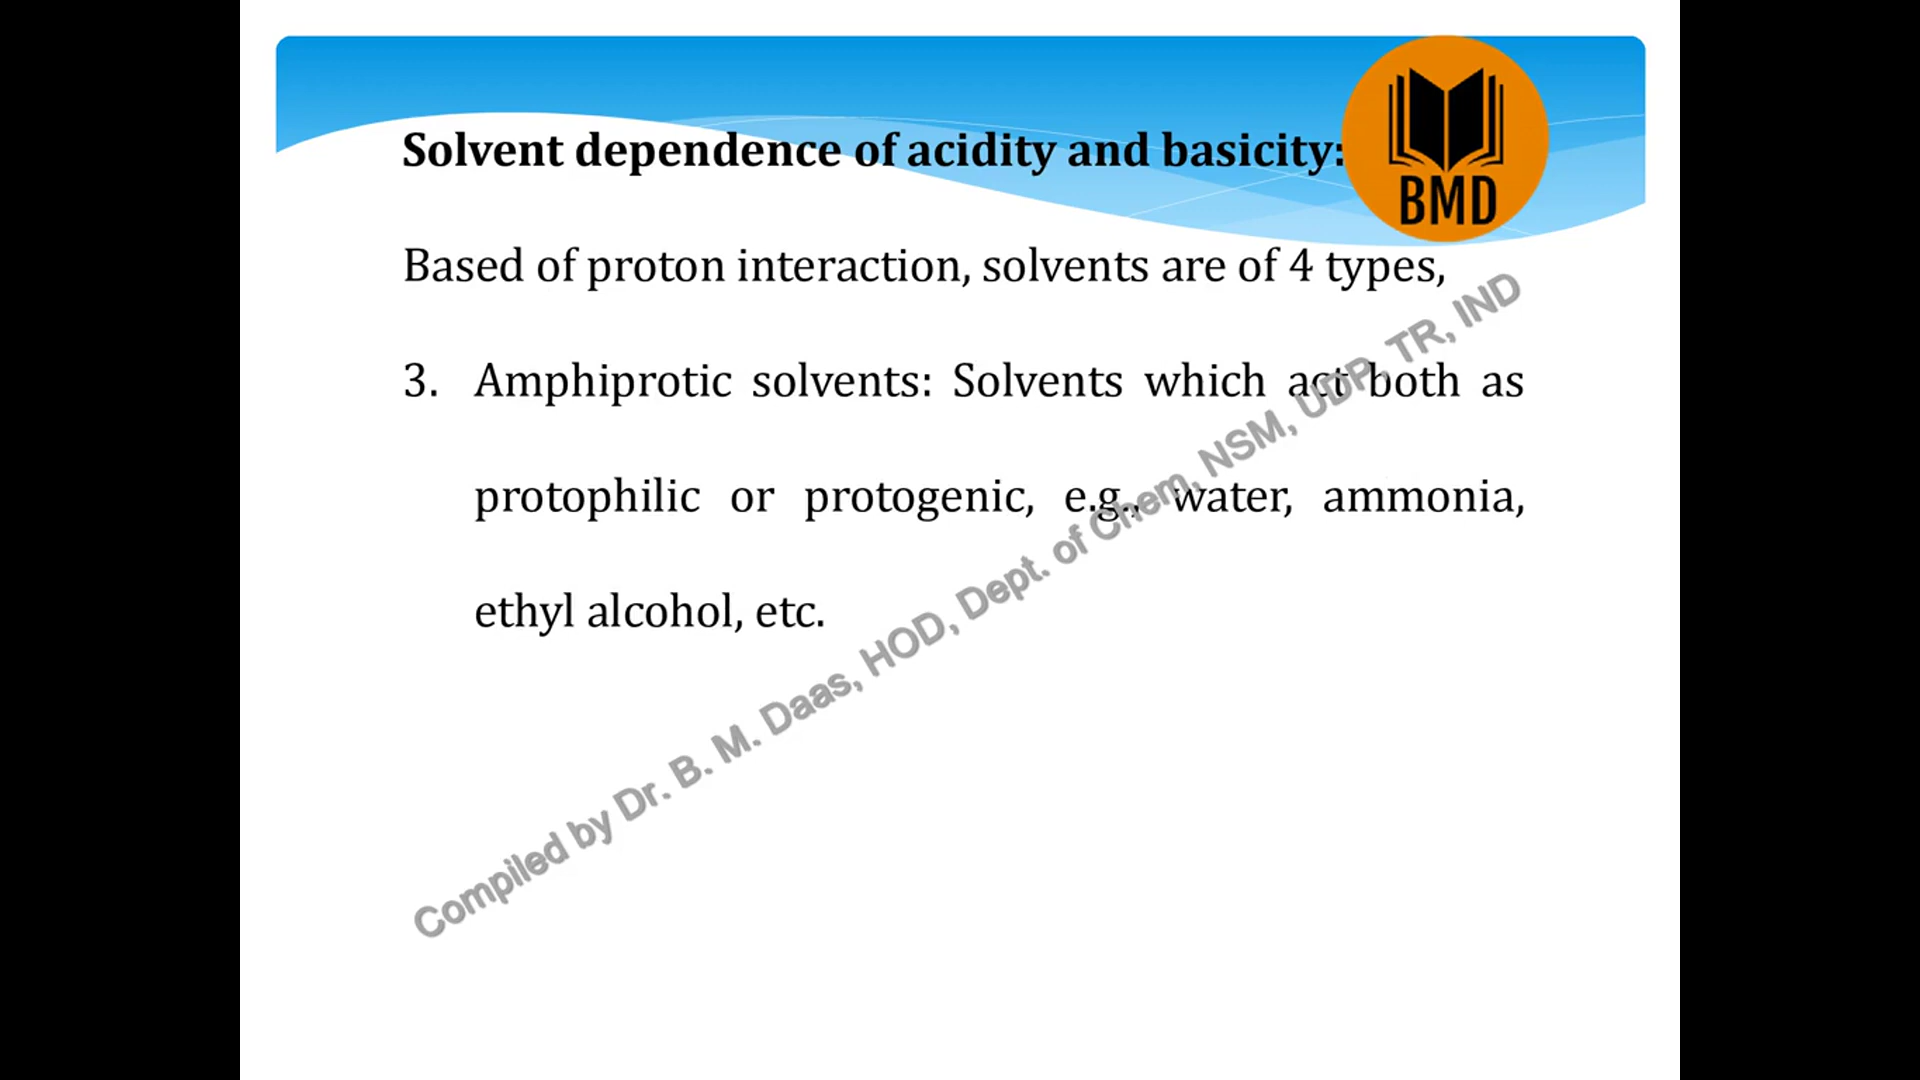 Solvent dependence of acidity and basicity:
BMD
Based of proton interaction, solvents are of 4 types,
3. Amphiprotic solvents: Solvents which act both as
protophilic or protogenic, e.g., water, ammonia,
ethyl alcohol, etc.
Compiled by Dr. B. M. Daas, HOD, Dept. of Chem, NSM, UDP, TR, IND